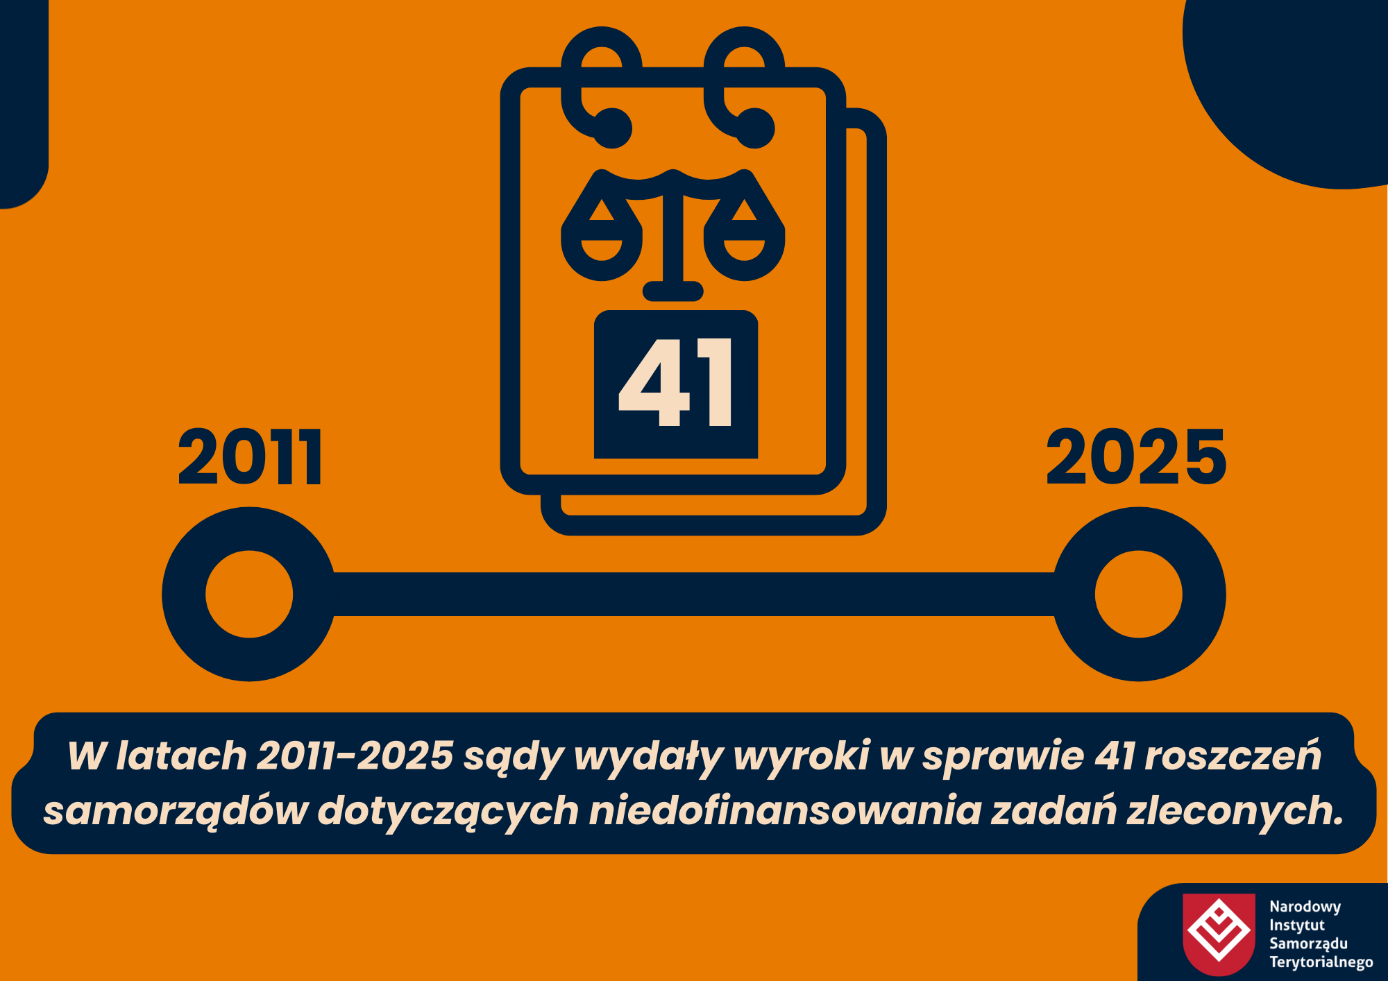 41
2011
2025
W latach 2011-2025 sądy wydały wyroki w sprawie 41 roszczeń
samorządów dotyczących niedofinansowania zadań zleconych.
Narodowy
Instytut
Samorządu
Terytorialnego